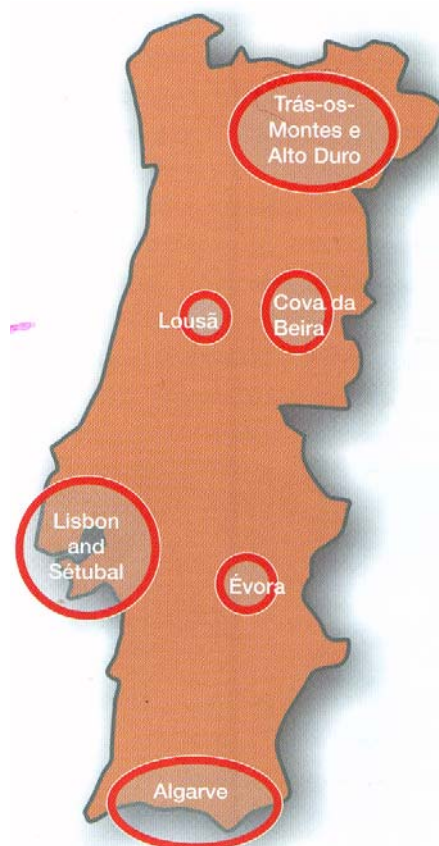 Trás-os-
Montes e
Alto Duro
Lousã
Cova da
Beira
Lisbon
and
Sétubal
Évora
Algarve